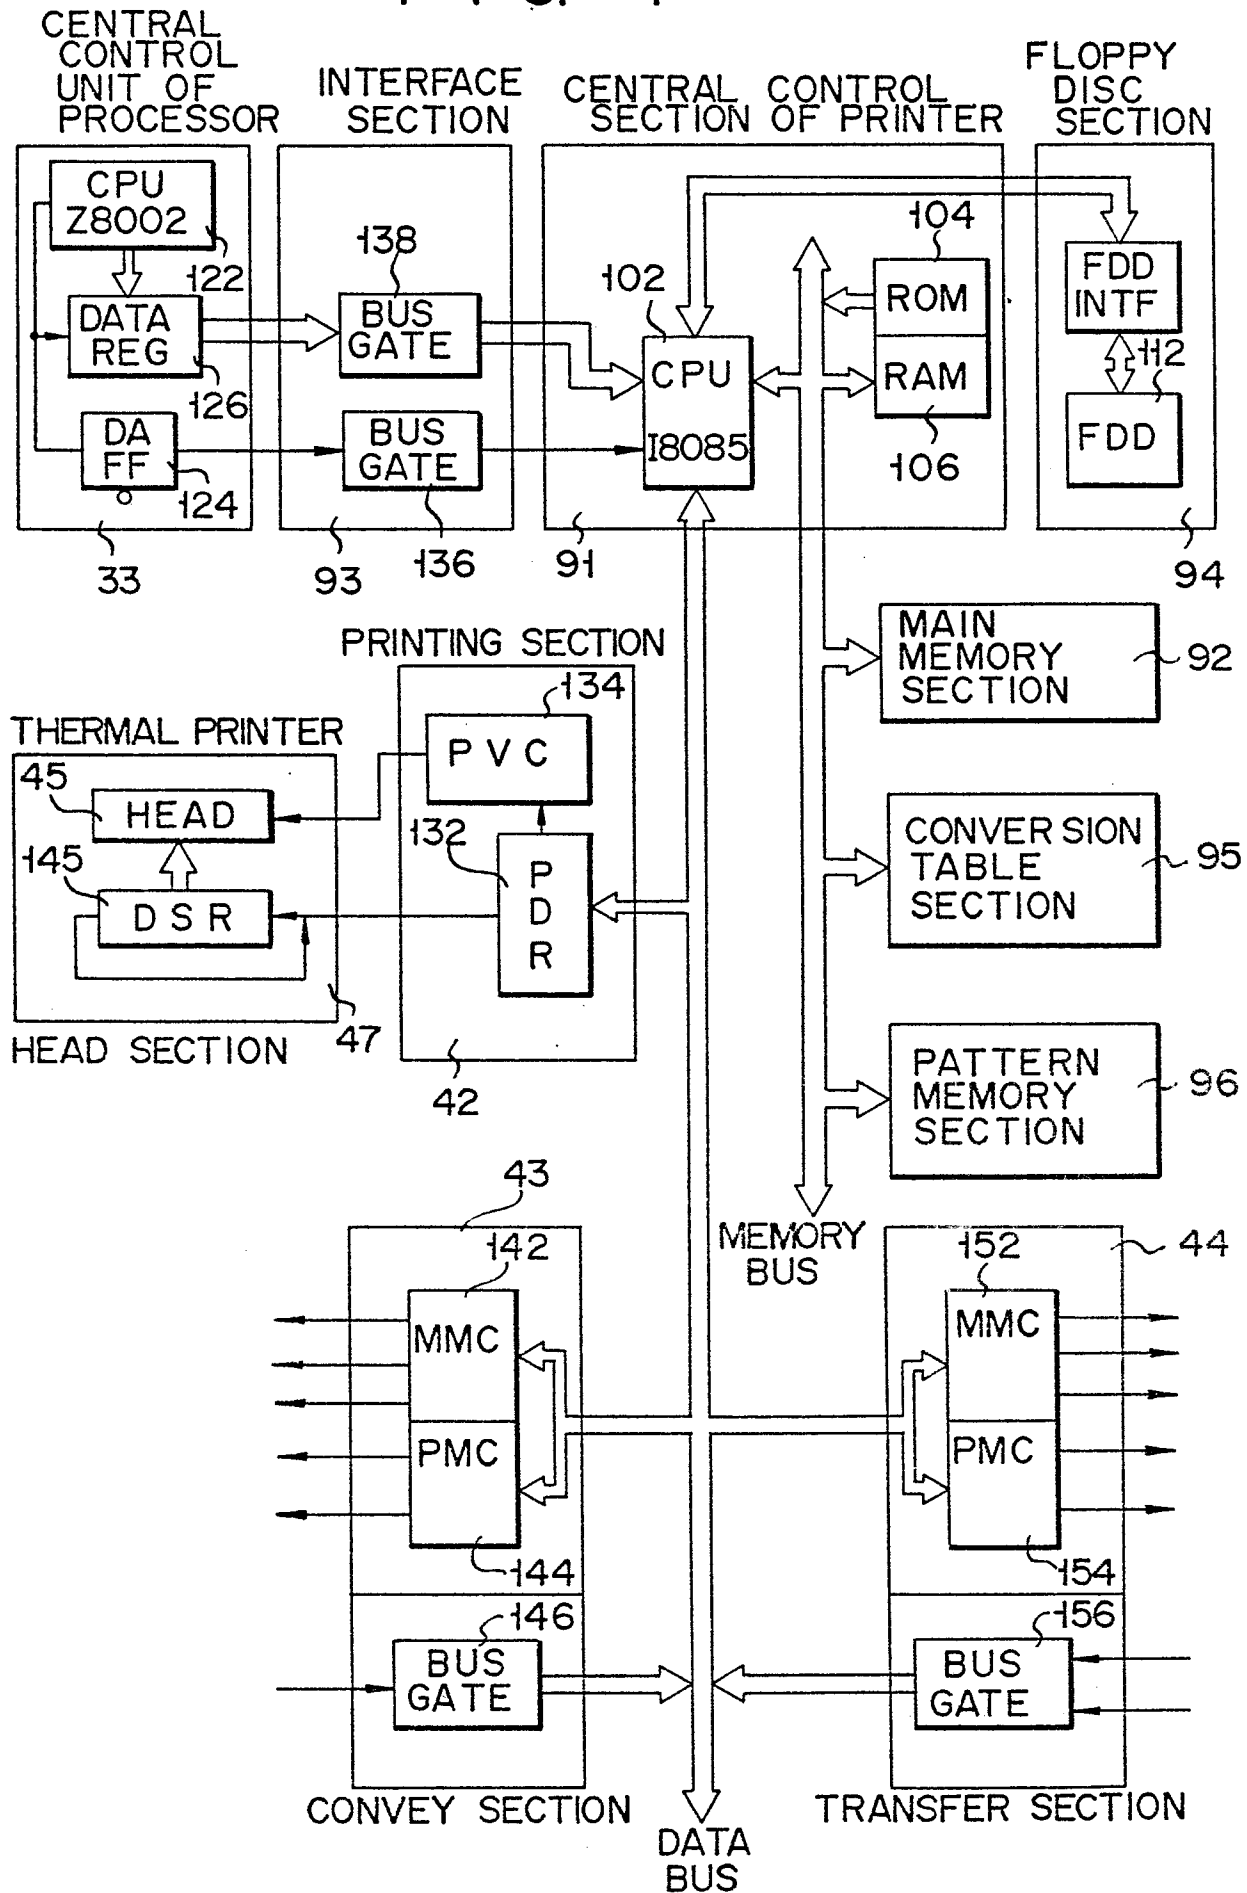 CENTRAL
CONTROL
UNIT OF
PROCESSOR
INTERFACE
SECTION
CENTRAL CONTROL
SECTION OF PRINTER
FLOPPY
DISC
SECTION
CPU
Z8002
122
DATA
REG
126
DA
FF
124
33
138
BUS
GATE
BUS
GATE
136
93
102
CPU
I8085
104
ROM
RAM
106
91
FDD
INTF
112
FDD
94
PRINTING SECTION
134
PVC
132
PDR
42
THERMAL PRINTER
45
HEAD
145
DSR
47
HEAD SECTION
MAIN
MEMORY
SECTION
92
CONVERSION
TABLE
SECTION
95
PATTERN
MEMORY
SECTION
96
MEMORY
BUS
43
142
MMC
PMC
144
146
BUS
GATE
CONVEY SECTION
44
152
MMC
PMC
154
156
BUS
GATE
TRANSFER SECTION
DATA
BUS